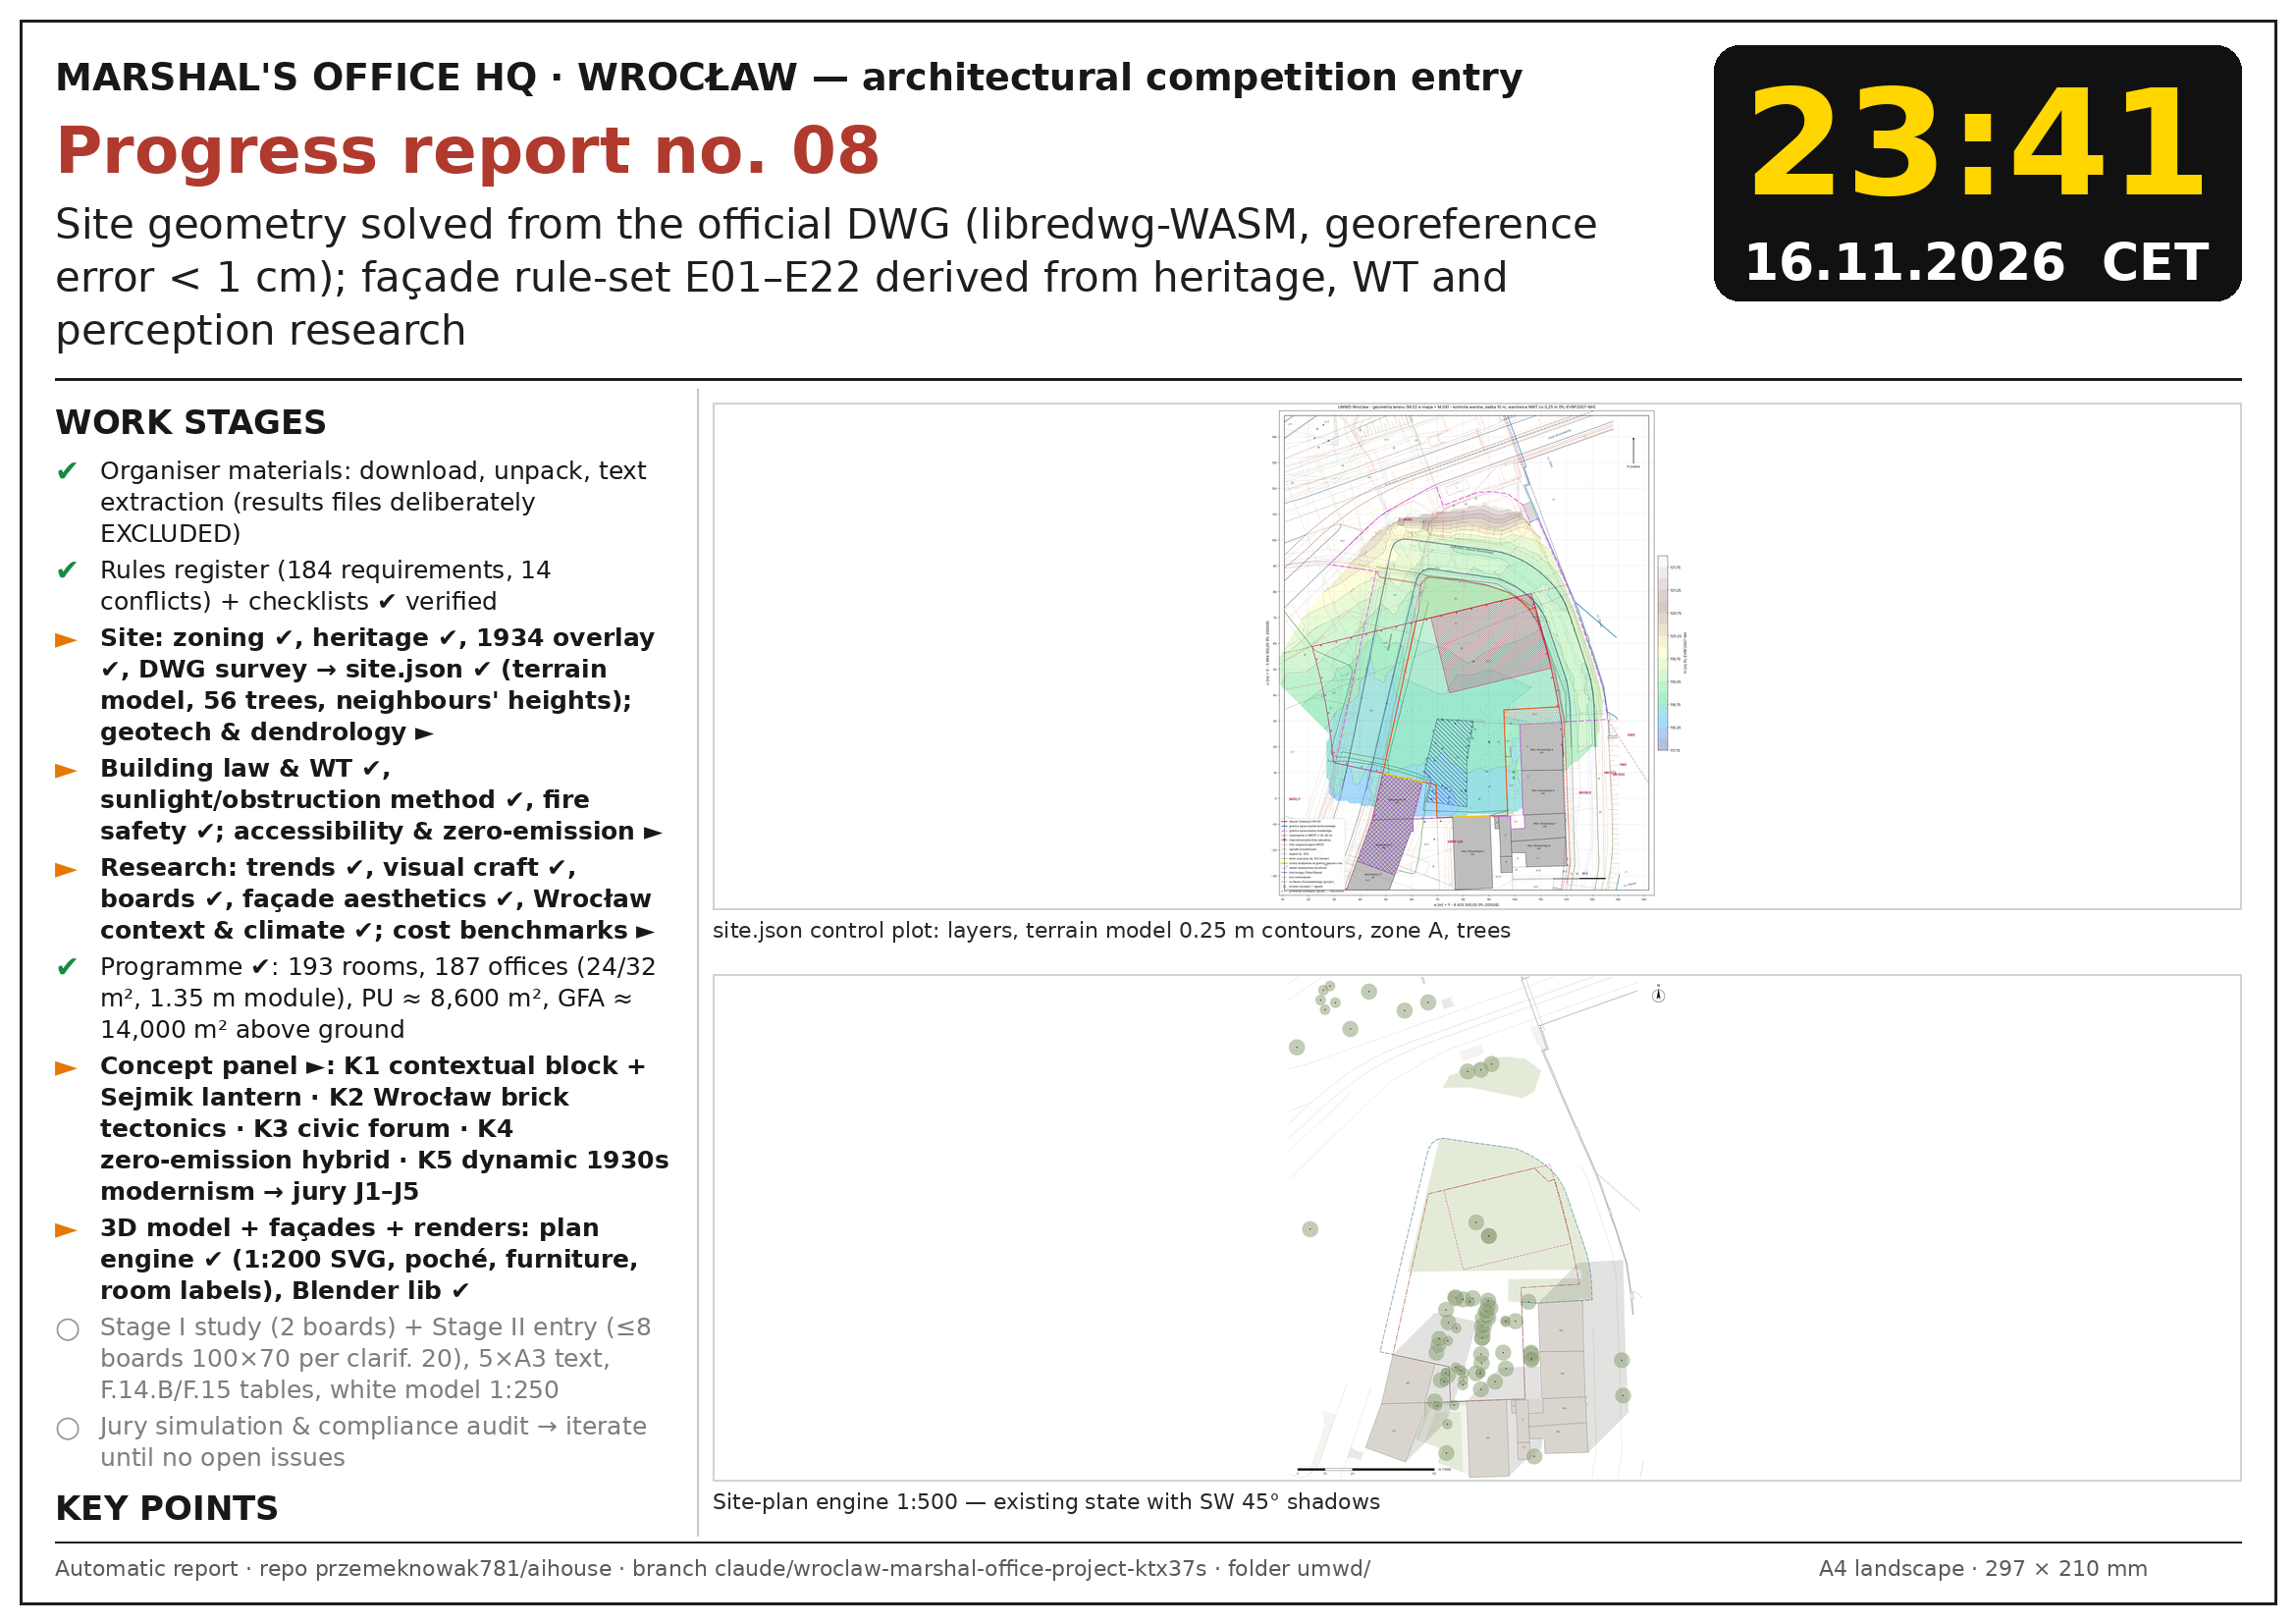 MARSHAL'S OFFICE HQ · WROCŁAW — architectural competition entry
Progress report no. 08
Site geometry solved from the official DWG (libredwg-WASM, georeference
error < 1 cm); façade rule-set E01–E22 derived from heritage, WT and
perception research
23:41
16.11.2026 CET
WORK STAGES
✔ Organiser materials: download, unpack, text
extraction (results files deliberately
EXCLUDED)
✔ Rules register (184 requirements, 14
conflicts) + checklists ✔ verified
► Site: zoning ✔, heritage ✔, 1934 overlay
✔, DWG survey → site.json ✔ (terrain
model, 56 trees, neighbours' heights);
geotech & dendrology ►
► Building law & WT ✔,
sunlight/obstruction method ✔, fire
safety ✔; accessibility & zero-emission ►
► Research: trends ✔, visual craft ✔,
boards ✔, façade aesthetics ✔, Wrocław
context & climate ✔; cost benchmarks ►
✔ Programme ✔: 193 rooms, 187 offices (24/32
m², 1.35 m module), PU ≈ 8,600 m², GFA ≈
14,000 m² above ground
► Concept panel ►: K1 contextual block +
Sejmik lantern · K2 Wrocław brick
tectonics · K3 civic forum · K4
zero-emission hybrid · K5 dynamic 1930s
modernism → jury J1–J5
► 3D model + façades + renders: plan
engine ✔ (1:200 SVG, poché, furniture,
room labels), Blender lib ✔
○ Stage I study (2 boards) + Stage II entry (≤8
boards 100×70 per clarif. 20), 5×A3 text,
F.14.B/F.15 tables, white model 1:250
○ Jury simulation & compliance audit → iterate
until no open issues
KEY POINTS
site.json control plot: layers, terrain model 0.25 m contours, zone A, trees
Site-plan engine 1:500 — existing state with SW 45° shadows
Automatic report · repo przemeknowak781/aihouse · branch claude/wroclaw-marshal-office-project-ktx37s · folder umwd/
A4 landscape · 297 × 210 mm